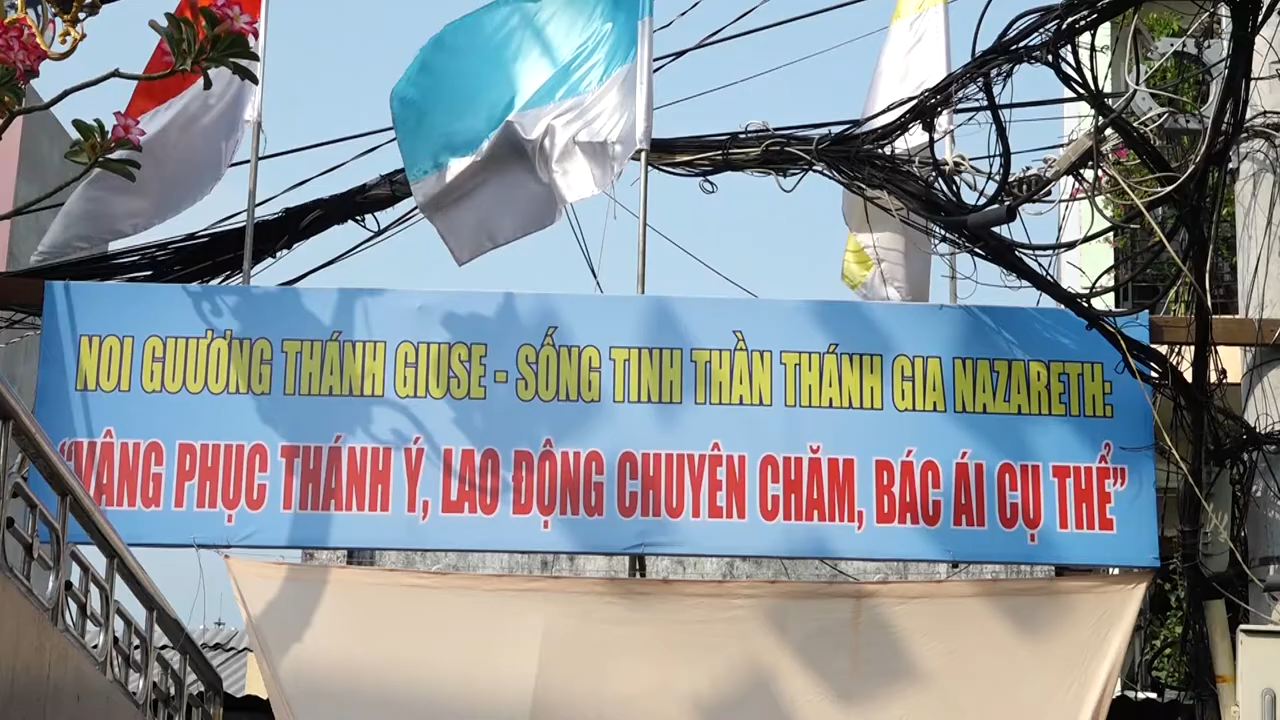 NOI GUƯƠNG THÁNH GIUSE - SỐNG TINH THẦN THÁNH GIA NAZARETH:
“VÂNG PHỤC THÁNH Ý, LAO ĐỘNG CHUYÊN CHĂM, BÁC ÁI CỤ THỂ”